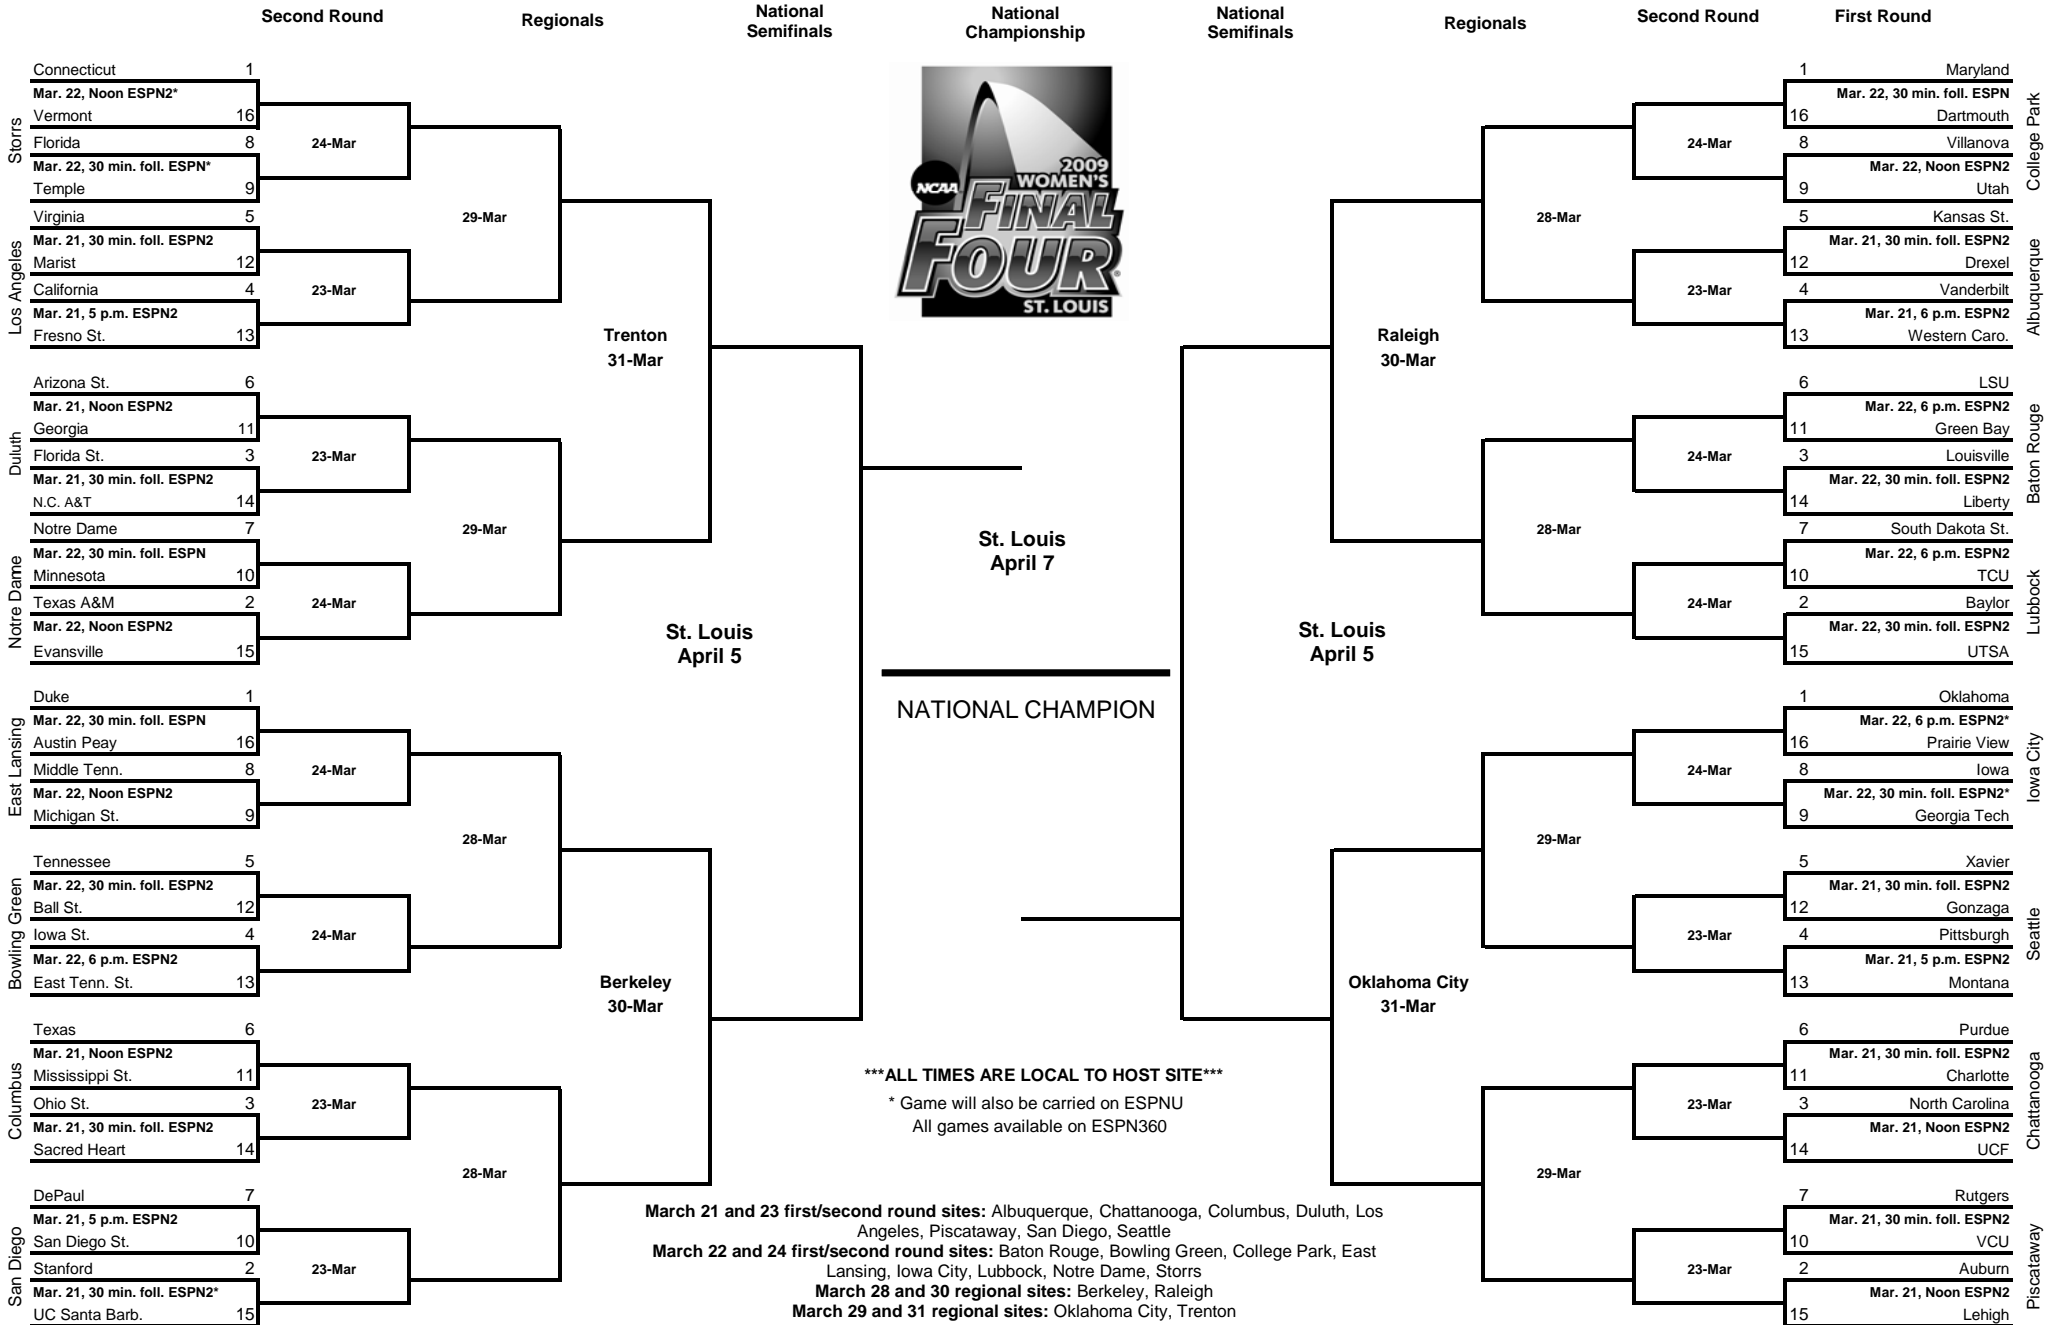 Second Round
Regionals
National
Semifinals
National
Championship
National
Semifinals
Regionals
Second Round
First Round
Storrs
Connecticut 1
Mar. 22, Noon ESPN2*
Vermont 16
Florida 8
Mar. 22, 30 min. foll. ESPN*
Temple 9
24-Mar
Los Angeles
Virginia 5
Mar. 21, 30 min. foll. ESPN2
Marist 12
California 4
Mar. 21, 5 p.m. ESPN2
Fresno St. 13
23-Mar
29-Mar
Trenton
31-Mar
Duluth
Arizona St. 6
Mar. 21, Noon ESPN2
Georgia 11
Florida St. 3
Mar. 21, 30 min. foll. ESPN2
N.C. A&T 14
23-Mar
Notre Dame
Notre Dame 7
Mar. 22, 30 min. foll. ESPN
Minnesota 10
Texas A&M 2
Mar. 22, Noon ESPN2
Evansville 15
24-Mar
29-Mar
St. Louis
April 5
East Lansing
Duke 1
Mar. 22, 30 min. foll. ESPN
Austin Peay 16
Middle Tenn. 8
Mar. 22, Noon ESPN2
Michigan St. 9
24-Mar
Bowling Green
Tennessee 5
Mar. 22, 30 min. foll. ESPN2
Ball St. 12
Iowa St. 4
Mar. 22, 6 p.m. ESPN2
East Tenn. St. 13
24-Mar
28-Mar
Berkeley
30-Mar
Columbus
Texas 6
Mar. 21, Noon ESPN2
Mississippi St. 11
Ohio St. 3
Mar. 21, 30 min. foll. ESPN2
Sacred Heart 14
23-Mar
San Diego
DePaul 7
Mar. 21, 5 p.m. ESPN2
San Diego St. 10
Stanford 2
Mar. 21, 30 min. foll. ESPN2*
UC Santa Barb. 15
23-Mar
28-Mar
2009
WOMEN'S
NCAA
FINAL
FOUR®
ST. LOUIS
St. Louis
April 7
NATIONAL CHAMPION
***ALL TIMES ARE LOCAL TO HOST SITE***
* Game will also be carried on ESPNU
All games available on ESPN360
March 21 and 23 first/second round sites: Albuquerque, Chattanooga, Columbus, Duluth, Los
Angeles, Piscataway, San Diego, Seattle
March 22 and 24 first/second round sites: Baton Rouge, Bowling Green, College Park, East
Lansing, Iowa City, Lubbock, Notre Dame, Storrs
March 28 and 30 regional sites: Berkeley, Raleigh
March 29 and 31 regional sites: Oklahoma City, Trenton
1 Maryland
Mar. 22, 30 min. foll. ESPN
16 Dartmouth
8 Villanova
Mar. 22, Noon ESPN2
9 Utah
College Park
24-Mar
5 Kansas St.
Mar. 21, 30 min. foll. ESPN2
12 Drexel
4 Vanderbilt
Mar. 21, 6 p.m. ESPN2
13 Western Caro.
Albuquerque
23-Mar
28-Mar
Raleigh
30-Mar
6 LSU
Mar. 22, 6 p.m. ESPN2
11 Green Bay
3 Louisville
Mar. 22, 30 min. foll. ESPN2
14 Liberty
Baton Rouge
24-Mar
7 South Dakota St.
Mar. 22, 6 p.m. ESPN2
10 TCU
2 Baylor
Mar. 22, 30 min. foll. ESPN2
15 UTSA
Lubbock
24-Mar
28-Mar
St. Louis
April 5
1 Oklahoma
Mar. 22, 6 p.m. ESPN2*
16 Prairie View
8 Iowa
Mar. 22, 30 min. foll. ESPN2*
9 Georgia Tech
Iowa City
24-Mar
5 Xavier
Mar. 21, 30 min. foll. ESPN2
12 Gonzaga
4 Pittsburgh
Mar. 21, 5 p.m. ESPN2
13 Montana
Seattle
23-Mar
29-Mar
Oklahoma City
31-Mar
6 Purdue
Mar. 21, 30 min. foll. ESPN2
11 Charlotte
3 North Carolina
Mar. 21, Noon ESPN2
14 UCF
Chattanooga
23-Mar
7 Rutgers
Mar. 21, 30 min. foll. ESPN2
10 VCU
2 Auburn
Mar. 21, Noon ESPN2
15 Lehigh
Piscataway
23-Mar
29-Mar